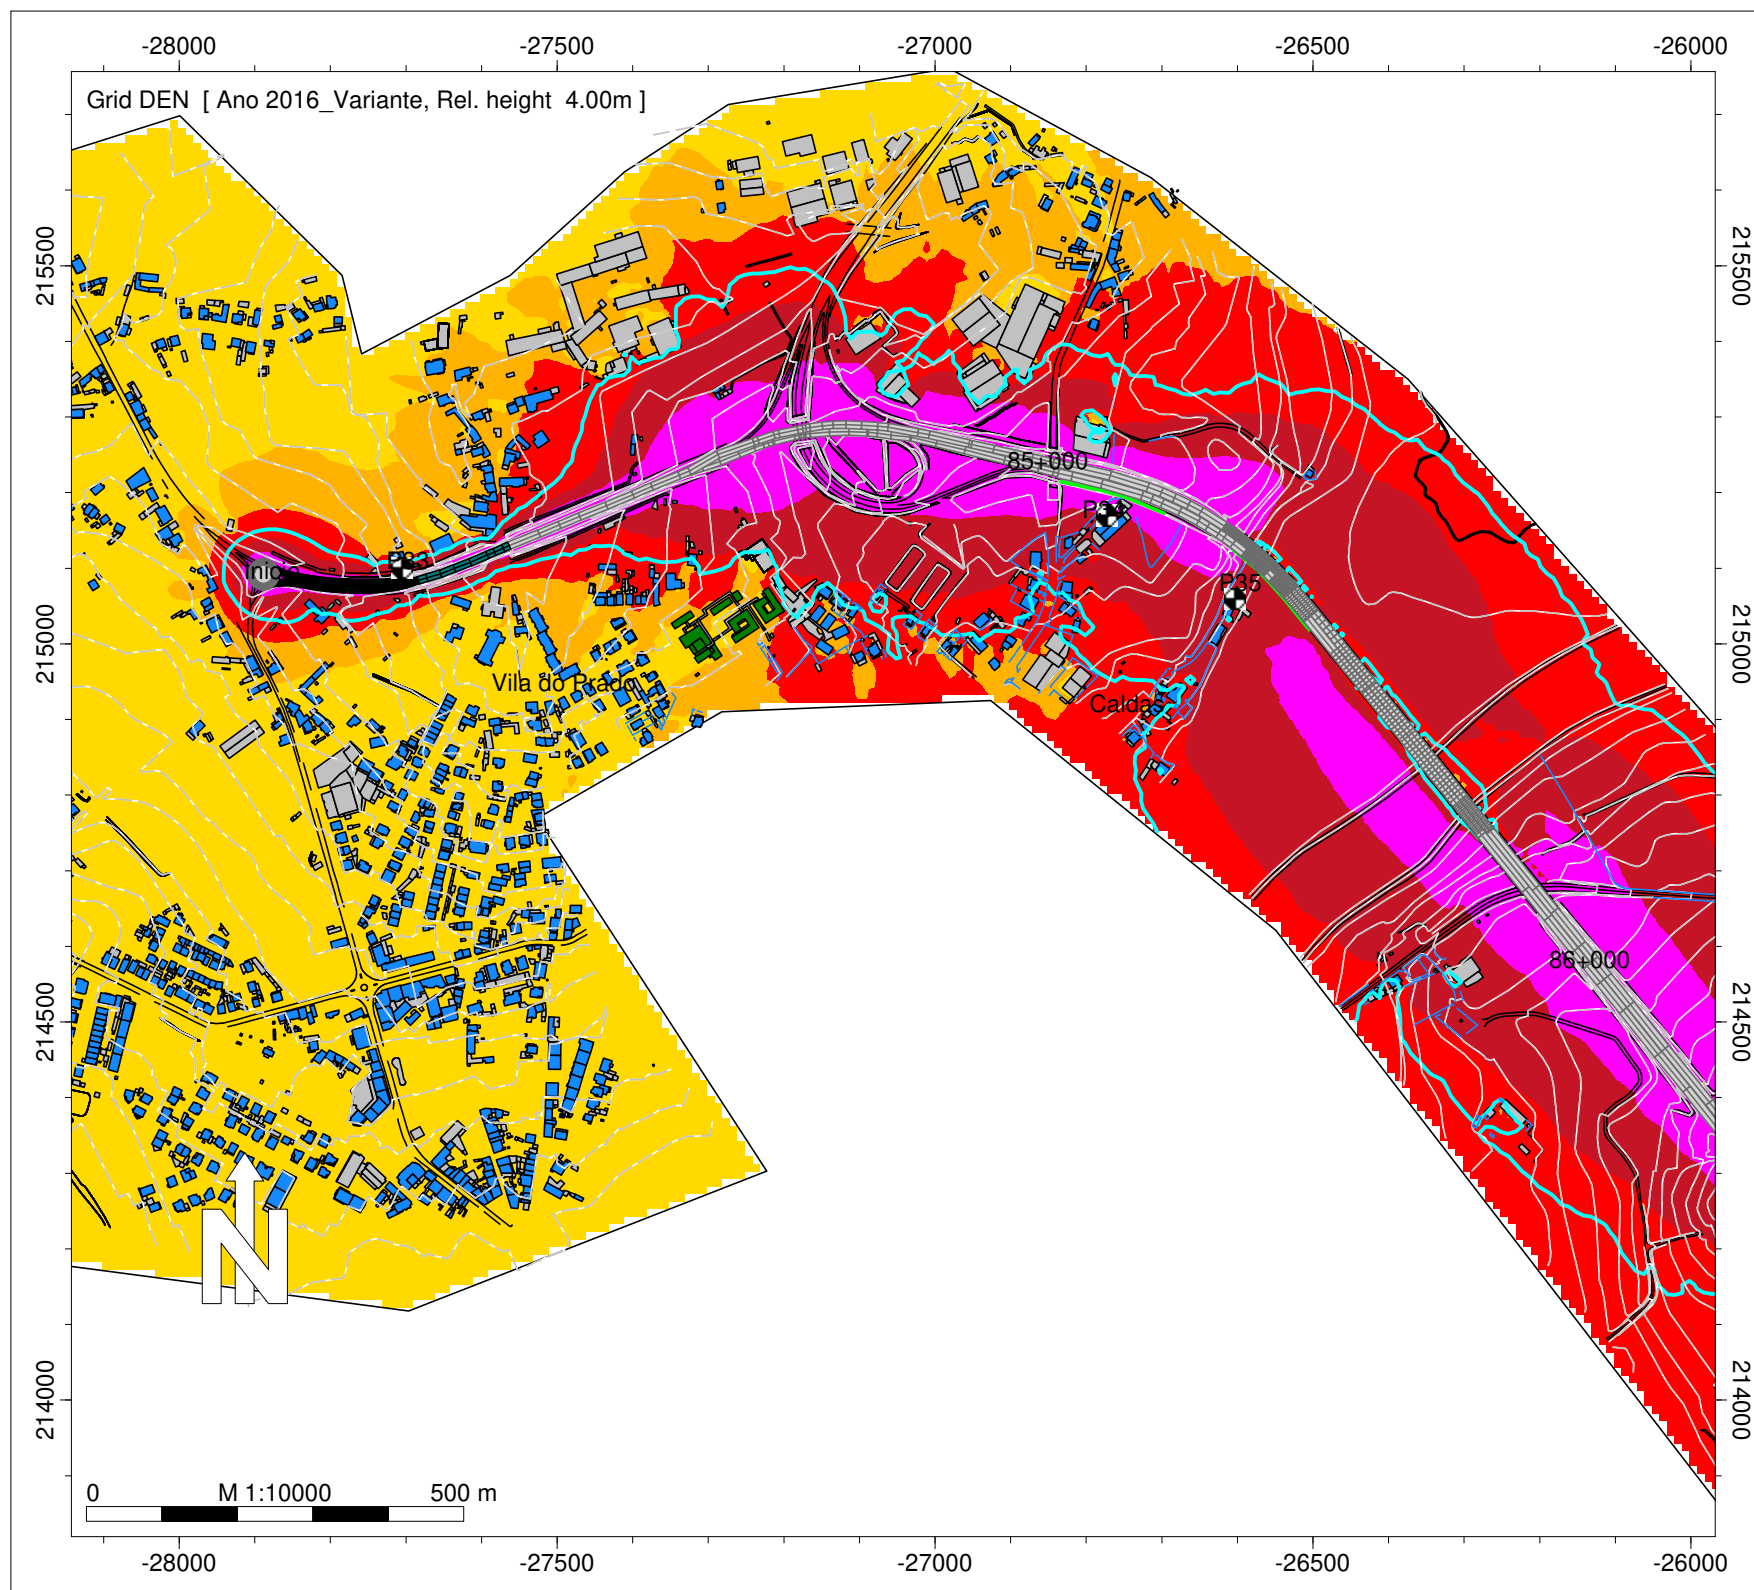 -28000 -27500 -27000 -26500 -26000
Grid DEN [ Ano 2016_Variante, Rel. height 4.00m ]
215500 215500
85+000
P33
P35
215000 215000
Vila do Prado
Caldas
86+000
214500 214500
N
214000 214000
0 M 1:10000 500 m
-28000 -27500 -27000 -26500 -26000